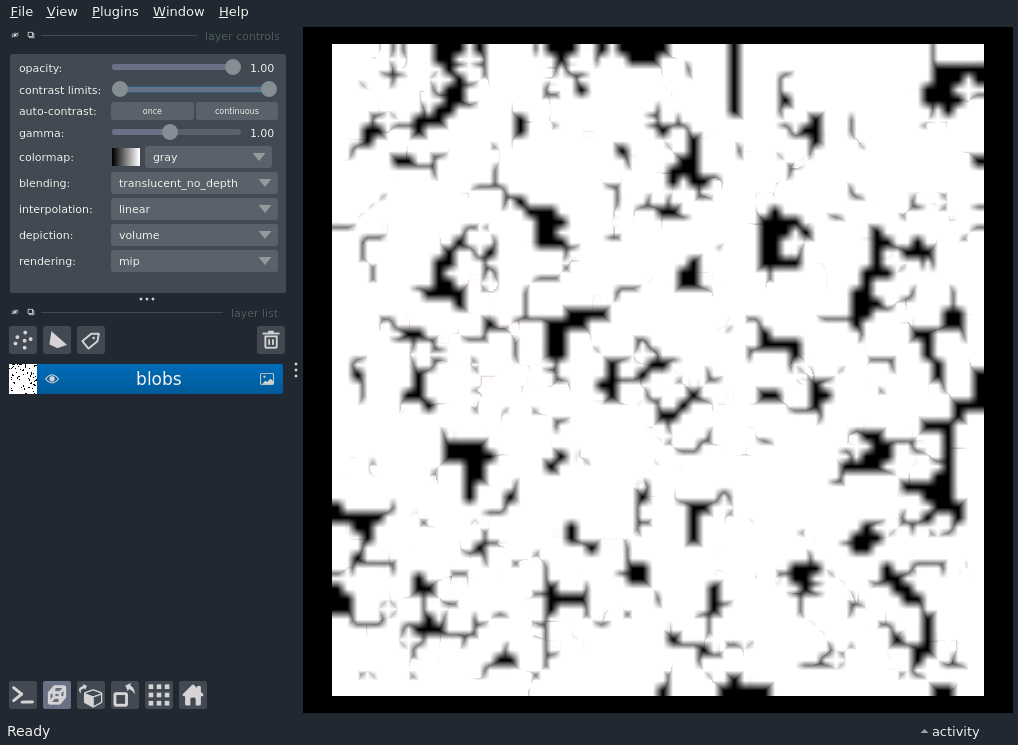 File View Plugins Window Help
layer controls
opacity: 1.00
contrast limits:
auto-contrast: once continuous
gamma: 1.00
colormap: gray
blending: translucent_no_depth
interpolation: linear
depiction: volume
rendering: mip
layer list
blobs
Ready activity